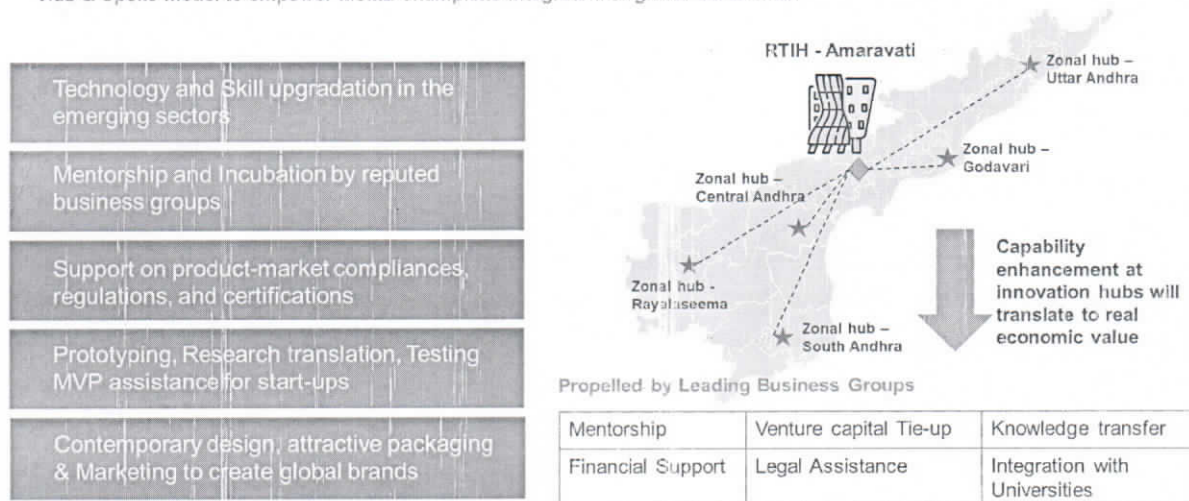 Technology and Skill upgradation in the
emerging sectors
Mentorship and Incubation by reputed
business groups
Support on product-market compliances,
regulations, and certifications
Prototyping, Research translation, Testing
MVP assistance for start-ups
Contemporary design, attractive packaging
& Marketing to create global brands
RTIH - Amaravati
Zonal hub –
Uttar Andhra
Zonal hub –
Godavari
Zonal hub –
Central Andhra
Zonal hub -
Rayalaseema
Zonal hub –
South Andhra
Capability
enhancement at
innovation hubs will
translate to real
economic value
Propelled by Leading Business Groups
Mentorship Venture capital Tie-up Knowledge transfer
Financial Support Legal Assistance Integration with
Universities